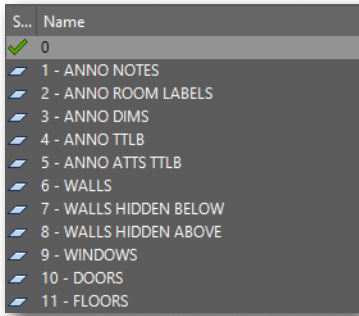 S... Name
0
1 - ANNO NOTES
2 - ANNO ROOM LABELS
3 - ANNO DIMS
4 - ANNO TTLB
5 - ANNO ATTS TTLB
6 - WALLS
7 - WALLS HIDDEN BELOW
8 - WALLS HIDDEN ABOVE
9 - WINDOWS
10 - DOORS
11 - FLOORS